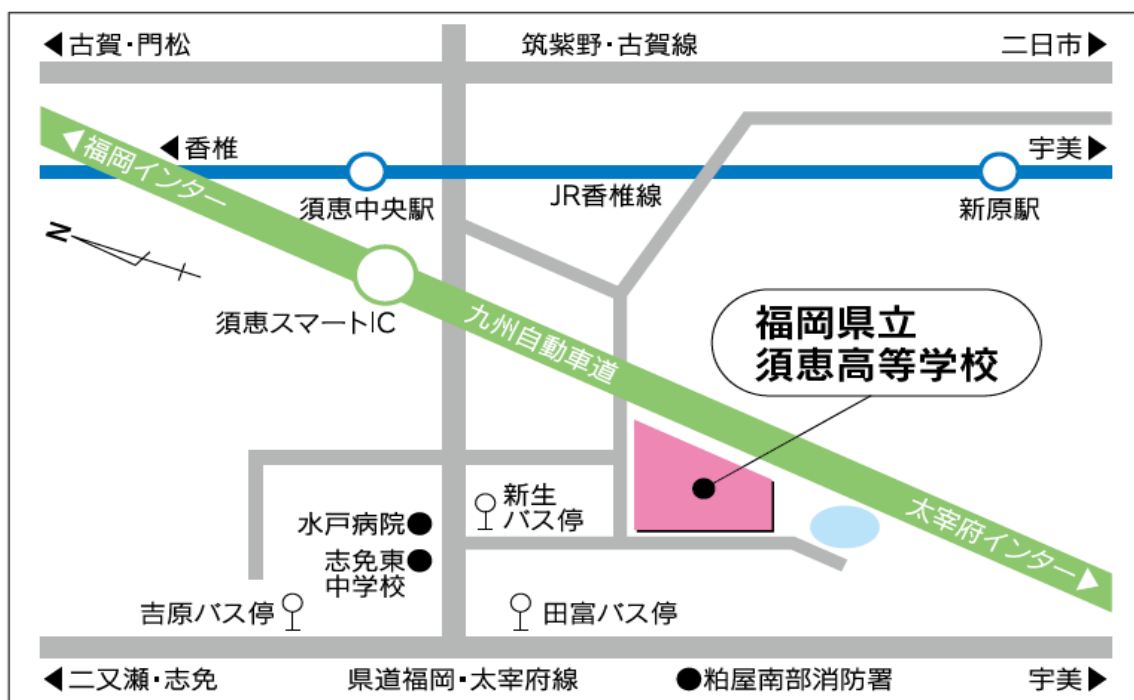 ◀古賀・門松
筑紫野・古賀線
二日市▶
◀福岡インター
◀香椎
宇美▶
須恵中央駅
JR香椎線
新原駅
N
須恵スマートIC
九州自動車道
福岡県立
須恵高等学校
新生
バス停
水戸病院●
志免東●
中学校
太宰府インター▶
吉原バス停
田富バス停
◀二又瀬・志免
県道福岡・太宰府線
●粕屋南部消防署
宇美▶